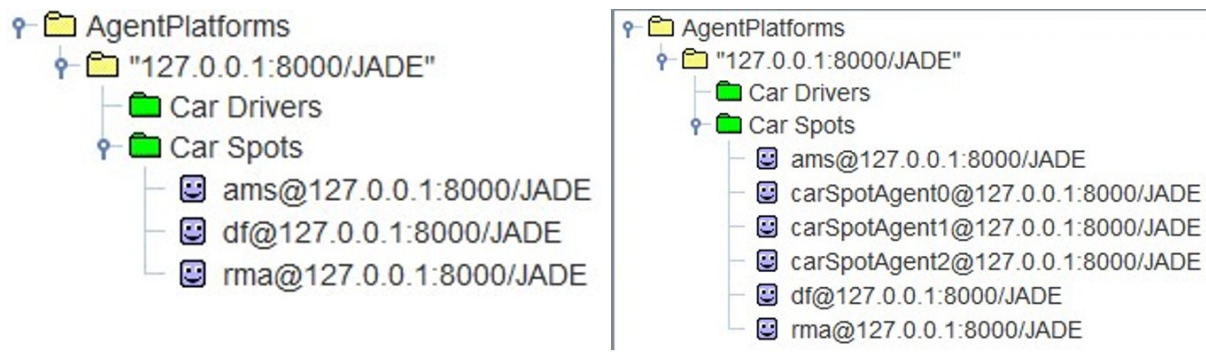 AgentPlatforms
"127.0.0.1:8000/JADE"
Car Drivers
Car Spots
ams@127.0.0.1:8000/JADE
df@127.0.0.1:8000/JADE
rma@127.0.0.1:8000/JADE
AgentPlatforms
"127.0.0.1:8000/JADE"
Car Drivers
Car Spots
ams@127.0.0.1:8000/JADE
carSpotAgent0@127.0.0.1:8000/JADE
carSpotAgent1@127.0.0.1:8000/JADE
carSpotAgent2@127.0.0.1:8000/JADE
df@127.0.0.1:8000/JADE
rma@127.0.0.1:8000/JADE